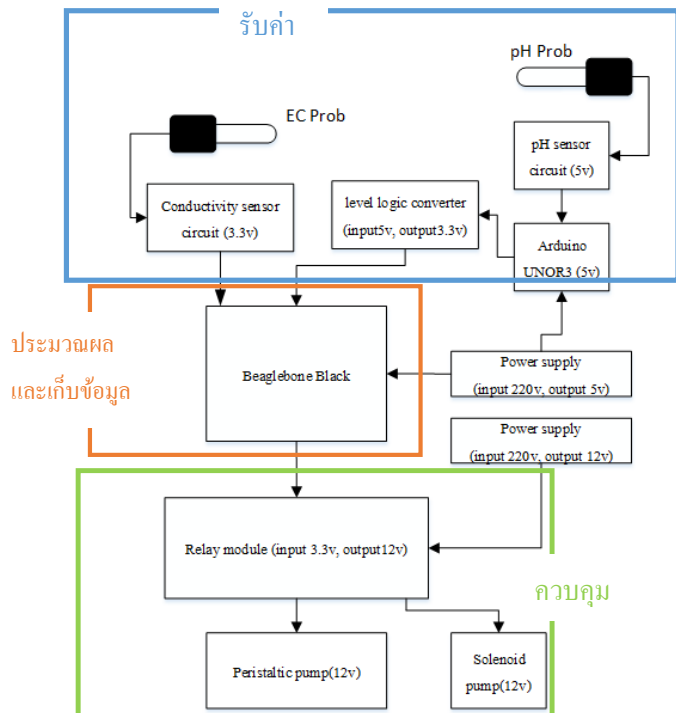 รับค่า
pH Prob
EC Prob
pH sensor
circuit (5v)
Conductivity sensor
circuit (3.3v)
level logic converter
(input5v, output3.3v)
Arduino
UNOR3 (5v)
ประมวณผล
และเก็บข้อมูล
Beaglebone Black
Power supply
(input 220v, output 5v)
Power supply
(input 220v, output 12v)
Relay module (input 3.3v, output12v)
ควบคุม
Peristaltic pump(12v)
Solenoid
pump(12v)